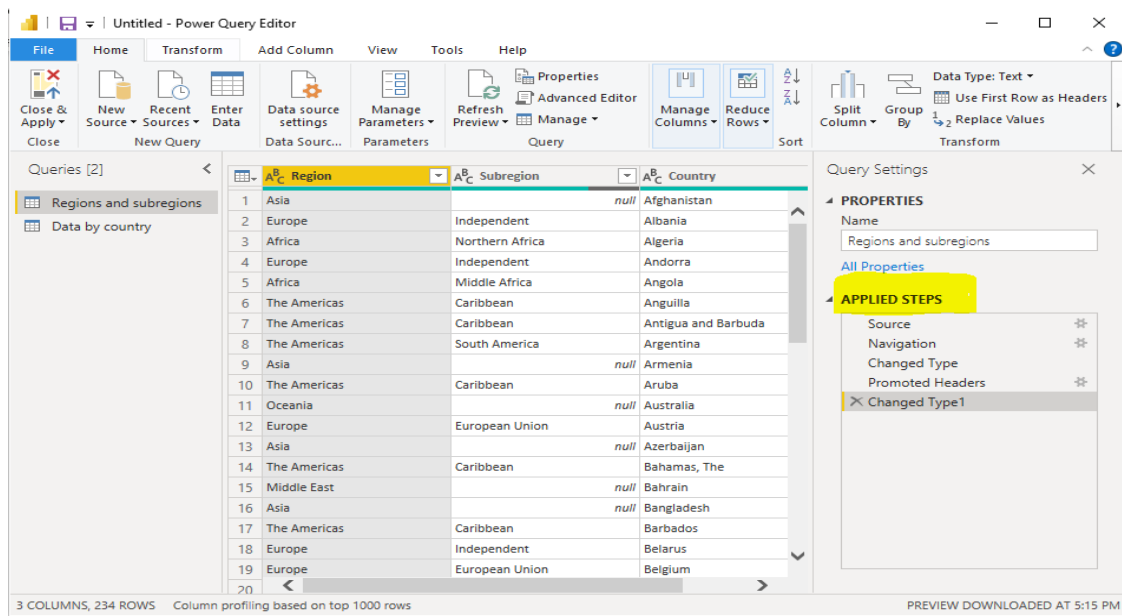 Untitled - Power Query Editor
File Home Transform Add Column View Tools Help
Close & Apply
New Source
Recent Sources
Enter Data
Data source settings
Manage Parameters
Refresh Preview
Properties
Advanced Editor
Manage
Manage Columns
Reduce Rows
Split Column
Group By
Data Type: Text
Use First Row as Headers
Replace Values
Close New Query Data Sourc... Parameters Query Sort Transform
Queries [2]
Regions and subregions
Data by country
Region Subregion Country
1 Asia null Afghanistan
2 Europe Independent Albania
3 Africa Northern Africa Algeria
4 Europe Independent Andorra
5 Africa Middle Africa Angola
6 The Americas Caribbean Anguilla
7 The Americas Caribbean Antigua and Barbuda
8 The Americas South America Argentina
9 Asia null Armenia
10 The Americas Caribbean Aruba
11 Oceania null Australia
12 Europe European Union Austria
13 Asia null Azerbaijan
14 The Americas Caribbean Bahamas, The
15 Middle East null Bahrain
16 Asia null Bangladesh
17 The Americas Caribbean Barbados
18 Europe Independent Belarus
19 Europe European Union Belgium
20
Query Settings
PROPERTIES
Name
Regions and subregions
All Properties
APPLIED STEPS
Source
Navigation
Changed Type
Promoted Headers
Changed Type1
3 COLUMNS, 234 ROWS Column profiling based on top 1000 rows PREVIEW DOWNLOADED AT 5:15 PM